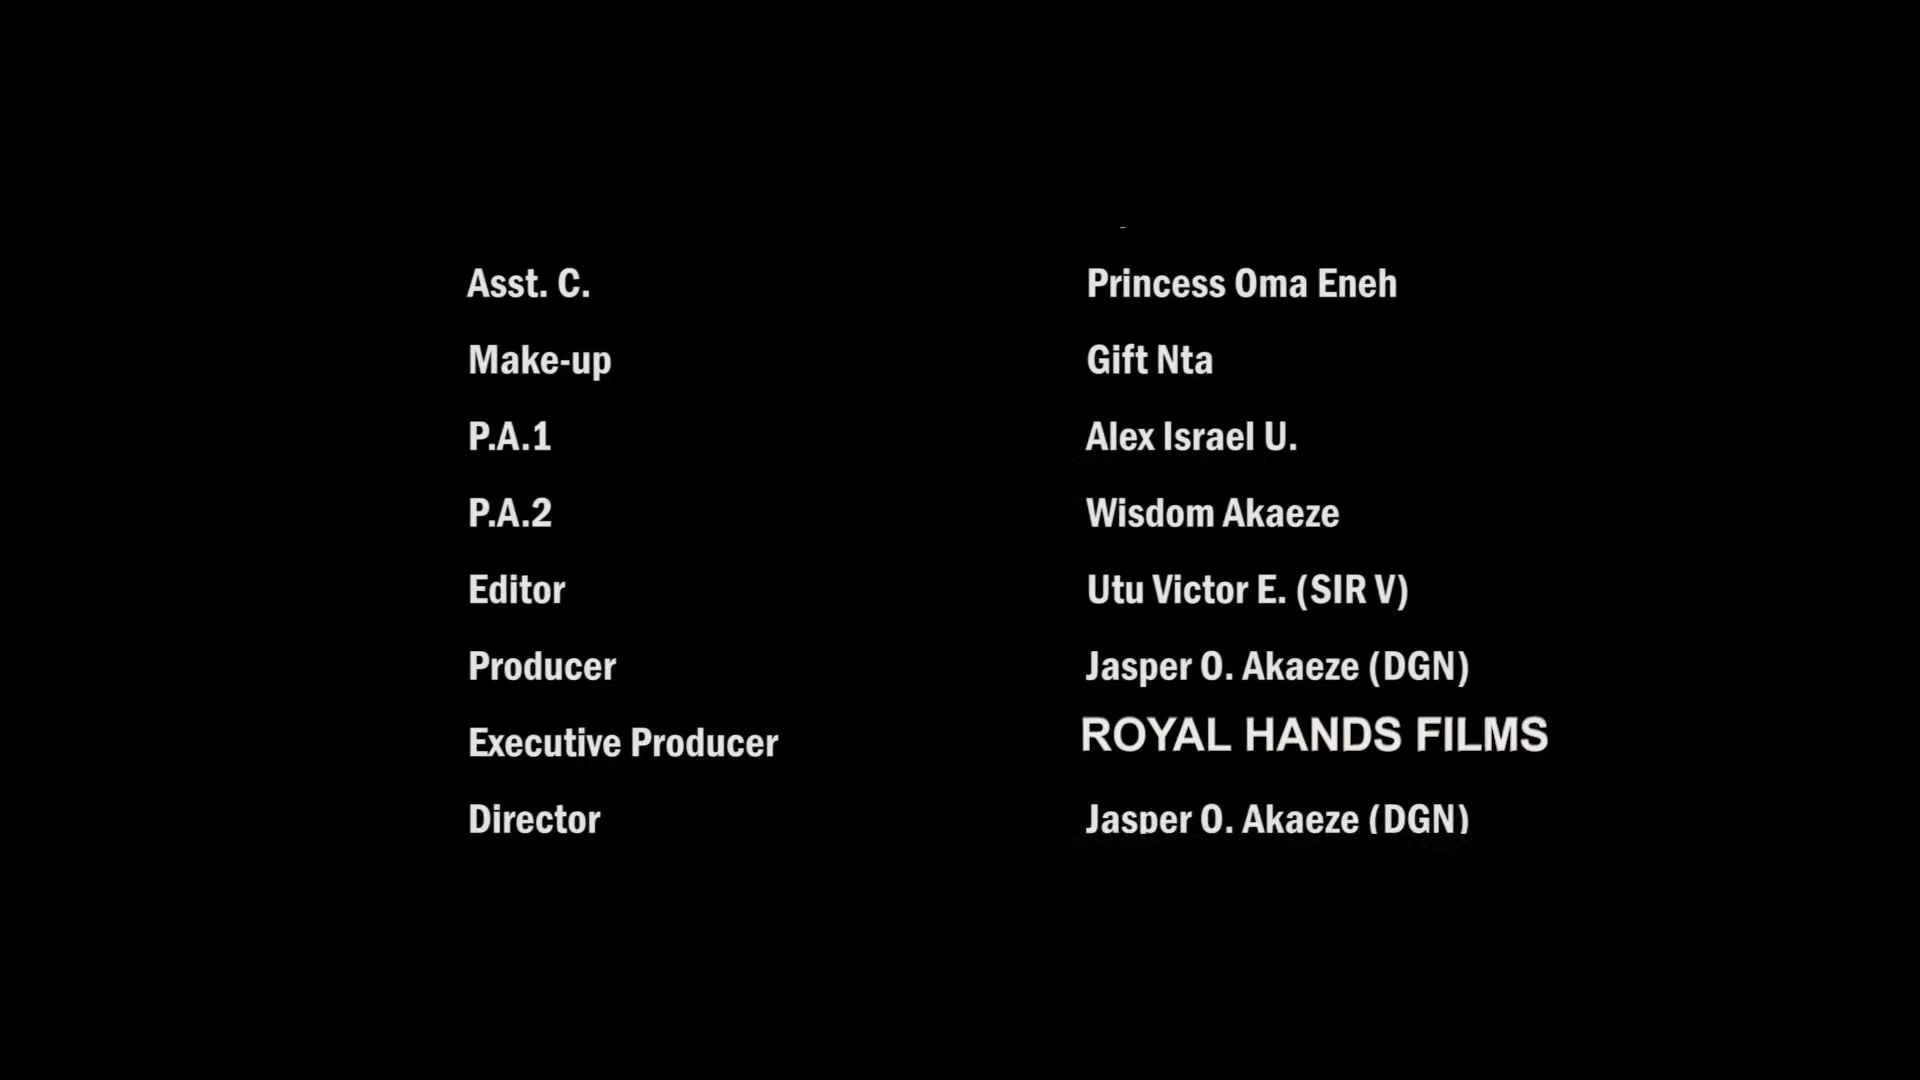 Asst. C. Princess Oma Eneh
Make-up Gift Nta
P.A.1 Alex Israel U.
P.A.2 Wisdom Akaeze
Editor Utu Victor E. (SIR V)
Producer Jasper O. Akaeze (DGN)
Executive Producer ROYAL HANDS FILMS
Director Jasper O. Akaeze (DGN)